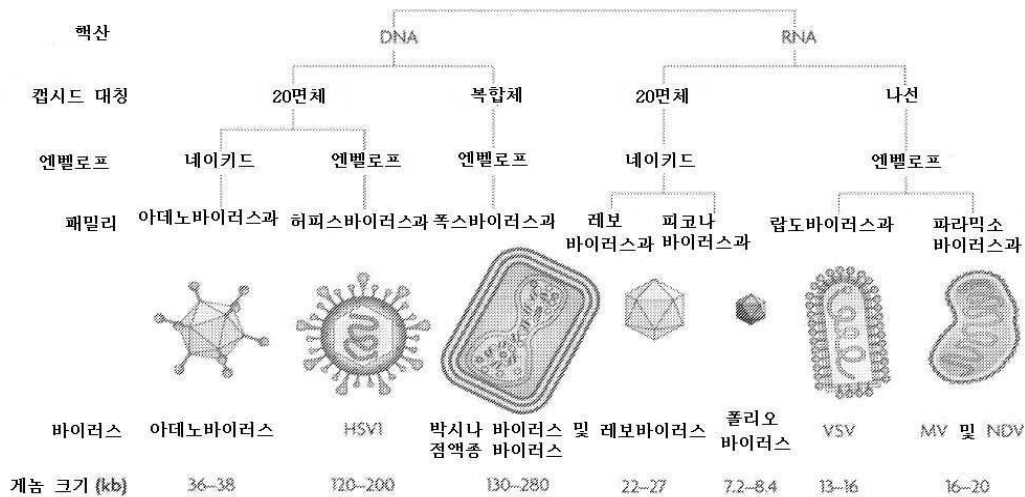 핵산 DNA RNA
캡시드 대칭 20면체 복합체 20면체 나선
엔벨로프 네이키드 엔벨로프 엔벨로프 네이키드 엔벨로프
패밀리 아데노바이러스과 허피스바이러스과 폭스바이러스과 레보 피코나 랍도바이러스과 파라믹소
바이러스과 바이러스과 바이러스과
바이러스 아데노바이러스 HSV1 박시나 바이러스 및 레보바이러스 폴리오 VSV MV 및 NDV
점액종 바이러스 바이러스
게놈 크기 (kb) 36–38 120–200 130–280 22–27 7.2–8.4 13–16 16–20